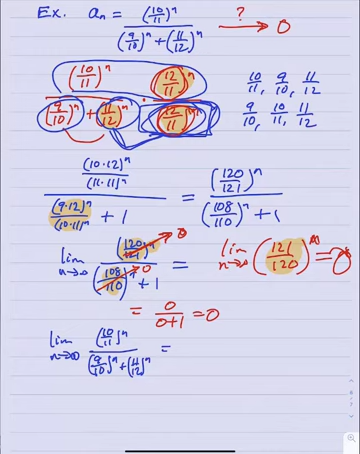 Ex. aₙ = (10/11)ⁿ / ((9/10)ⁿ + (11/12)ⁿ) →? 0
(10/11)ⁿ / ((9/10)ⁿ + (11/12)ⁿ) · (12/11)ⁿ / (12/11)ⁿ
10/11, 9/10, 11/12
9/10, 10/11, 11/12
((10·12)ⁿ / (11·11)ⁿ) / ((9·12)ⁿ / (10·11)ⁿ + 1) = (120/121)ⁿ / ((108/110)ⁿ + 1)
lim n→∞ (120/121)ⁿ → 0 / ((108/110)ⁿ → 0 + 1) = lim n→∞ (121/120)ⁿ =
= 0/(0+1) = 0
lim n→∞ (10/11)ⁿ / ((9/10)ⁿ + (11/12)ⁿ) =